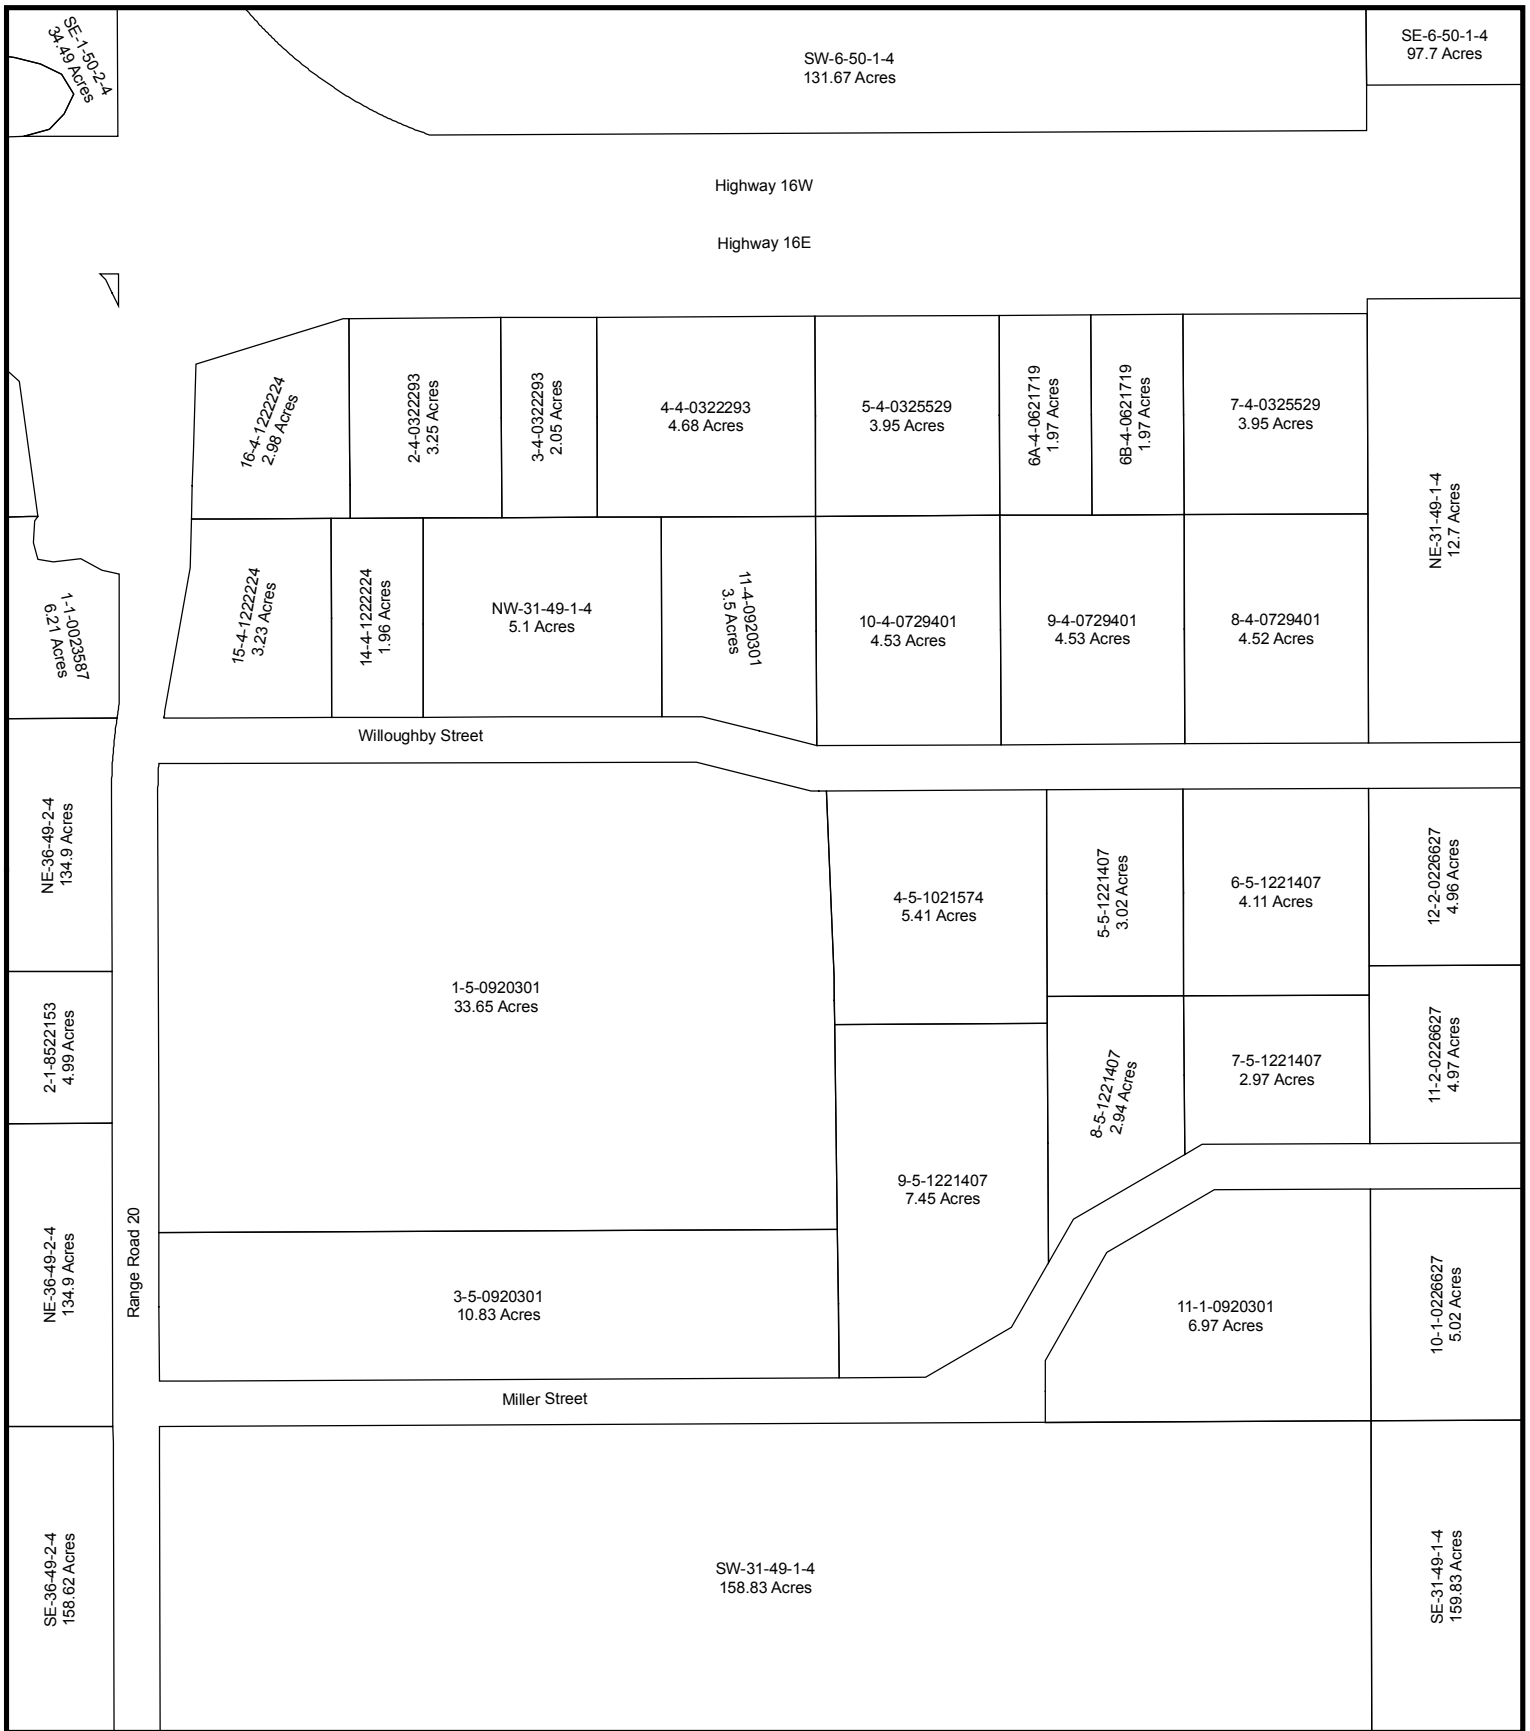 SE-1-50-2-4
34.49 Acres
SW-6-50-1-4
131.67 Acres
SE-6-50-1-4
97.7 Acres
Highway 16W
Highway 16E
16-4-1222224
2.98 Acres
2-4-0322293
3.25 Acres
3-4-0322293
2.05 Acres
4-4-0322293
4.68 Acres
5-4-0325529
3.95 Acres
6A-4-0621719
1.97 Acres
6B-4-0621719
1.97 Acres
7-4-0325529
3.95 Acres
NE-31-49-1-4
12.7 Acres
1-1-0023587
6.21 Acres
15-4-1222224
3.23 Acres
14-4-1222224
1.96 Acres
NW-31-49-1-4
5.1 Acres
11-4-0920301
3.5 Acres
10-4-0729401
4.53 Acres
9-4-0729401
4.53 Acres
8-4-0729401
4.52 Acres
Willoughby Street
NE-36-49-2-4
134.9 Acres
4-5-1021574
5.41 Acres
5-5-1221407
3.02 Acres
6-5-1221407
4.11 Acres
12-2-0226627
4.96 Acres
1-5-0920301
33.65 Acres
2-1-8522153
4.99 Acres
8-5-1221407
2.94 Acres
7-5-1221407
2.97 Acres
11-2-0226627
4.97 Acres
9-5-1221407
7.45 Acres
NE-36-49-2-4
134.9 Acres
Range Road 20
3-5-0920301
10.83 Acres
11-1-0920301
6.97 Acres
10-1-0226627
5.02 Acres
Miller Street
SE-36-49-2-4
158.62 Acres
SW-31-49-1-4
158.83 Acres
SE-31-49-1-4
159.83 Acres